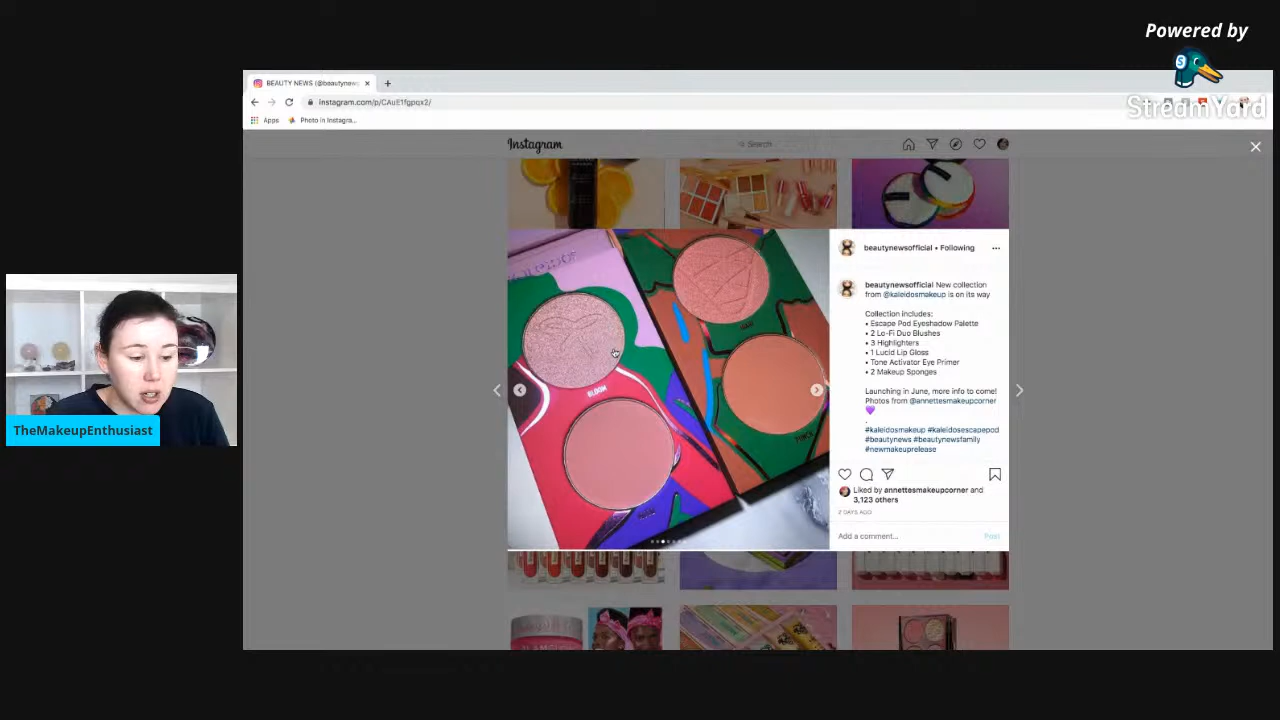 Powered by
StreamYard
BEAUTY NEWS (@beautynews
instagram.com/p/CAuE1fgpqx2/
Apps
Photo in Instagra...
Instagram
Search
beautynewsofficial • Following
beautynewsofficial New collection
from @kaleidosmakeup is on its way
Collection includes:
• Escape Pod Eyeshadow Palette
• 2 Lo-Fi Duo Blushes
• 3 Highlighters
• 1 Lucid Lip Gloss
• Tone Activator Eye Primer
• 2 Makeup Sponges
Launching in June, more info to come!
Photos from @annettesmakeupcorner
.
#kaleidosmakeup #kaleidosescapepod
#beautynews #beautynewsfamily
#newmakeuprelease
Liked by annettesmakeupcorner and
3,123 others
2 DAYS AGO
Add a comment...
Post
BLOOM
TheMakeupEnthusiast